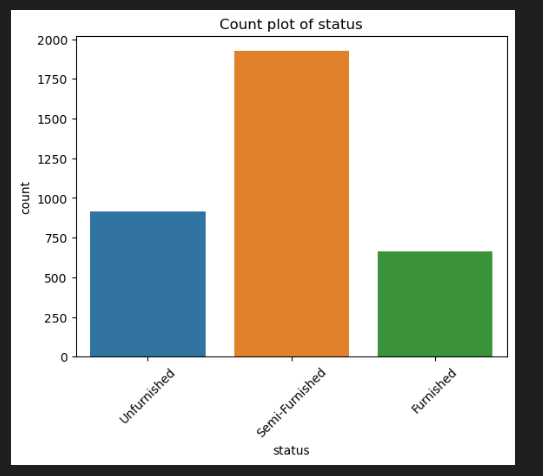 Count plot of status
2000
1750
1500
1250
1000
750
500
250
0
count
Unfurnished
Semi-Furnished
Furnished
status